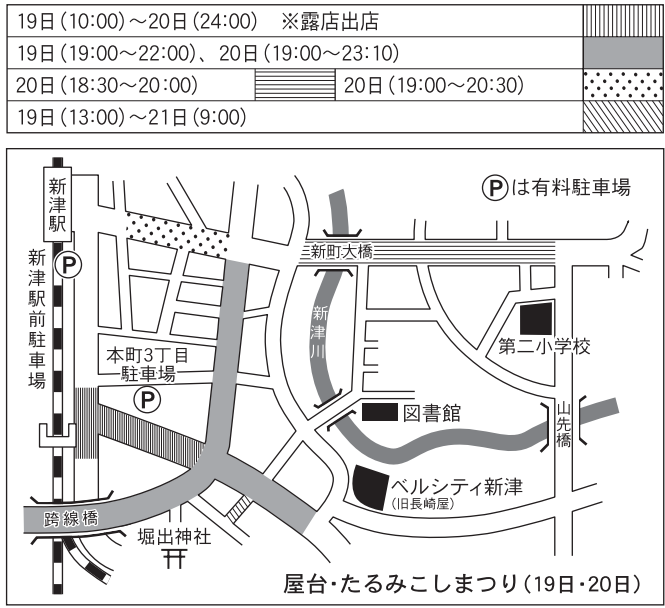 19日(10:00)～20日(24:00)　※露店出店
19日(19:00～22:00)、20日(19:00～23:10)
20日(18:30～20:00)
20日(19:00～20:30)
19日(13:00)～21日(9:00)
Ⓟは有料駐車場
新津駅
Ⓟ
新津駅前駐車場
新町大橋
新津川
第二小学校
本町3丁目
駐車場
Ⓟ
図書館
山先橋
ベルシティ新津
(旧長崎屋)
跨線橋
堀出神社
屋台・たるみこしまつり(19日・20日)